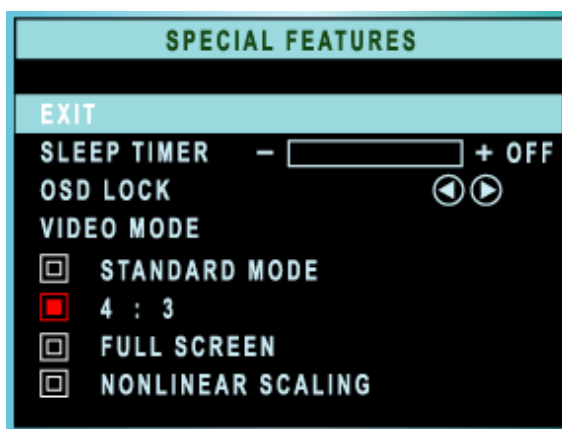 SPECIAL FEATURES
EXIT
SLEEP TIMER - + OFF
OSD LOCK
VIDEO MODE
STANDARD MODE
4 : 3
FULL SCREEN
NONLINEAR SCALING